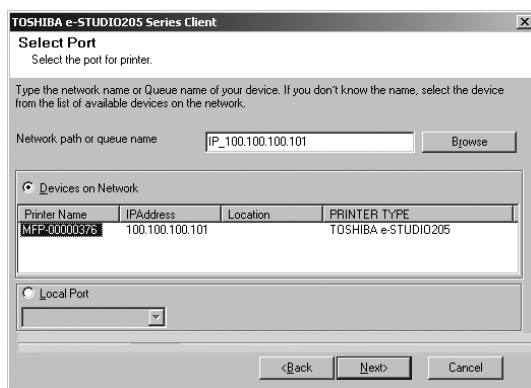 TOSHIBA e-STUDIO205 Series Client
Select Port
Select the port for printer.
Type the network name or Queue name of your device. If you don't know the name, select the device
from the list of available devices on the network.
Network path or queue name IP_100.100.100.101 Browse
Devices on Network
Printer Name IPAddress Location PRINTER TYPE
MFP-00000376 100.100.100.101 TOSHIBA e-STUDIO205
Local Port
<Back Next> Cancel